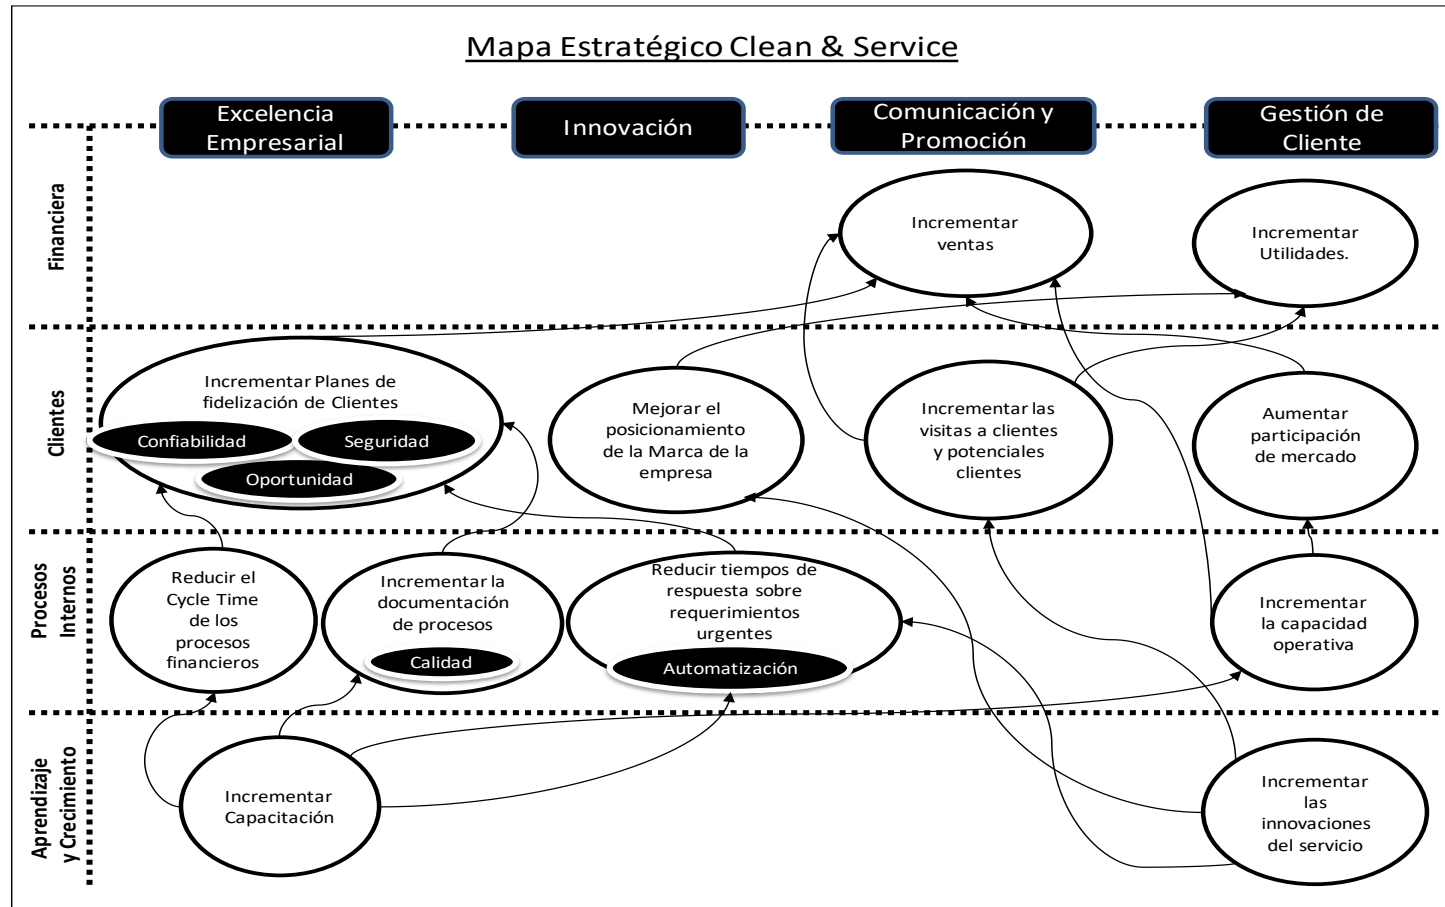 Mapa Estratégico Clean & Service
Excelencia
Empresarial
Innovación
Comunicación y
Promoción
Gestión de
Cliente
Financiera
Incrementar
ventas
Incrementar
Utilidades.
Clientes
Incrementar Planes de
fidelización de Clientes
Confiabilidad
Seguridad
Oportunidad
Mejorar el
posicionamiento
de la Marca de la
empresa
Incrementar las
visitas a clientes
y potenciales
clientes
Aumentar
participación
de mercado
Procesos
Internos
Reducir el
Cycle Time
de los
procesos
financieros
Incrementar la
documentación
de procesos
Calidad
Reducir tiempos de
respuesta sobre
requerimientos
urgentes
Automatización
Incrementar
la capacidad
operativa
Aprendizaje
y Crecimiento
Incrementar
Capacitación
Incrementar
las
innovaciones
del servicio